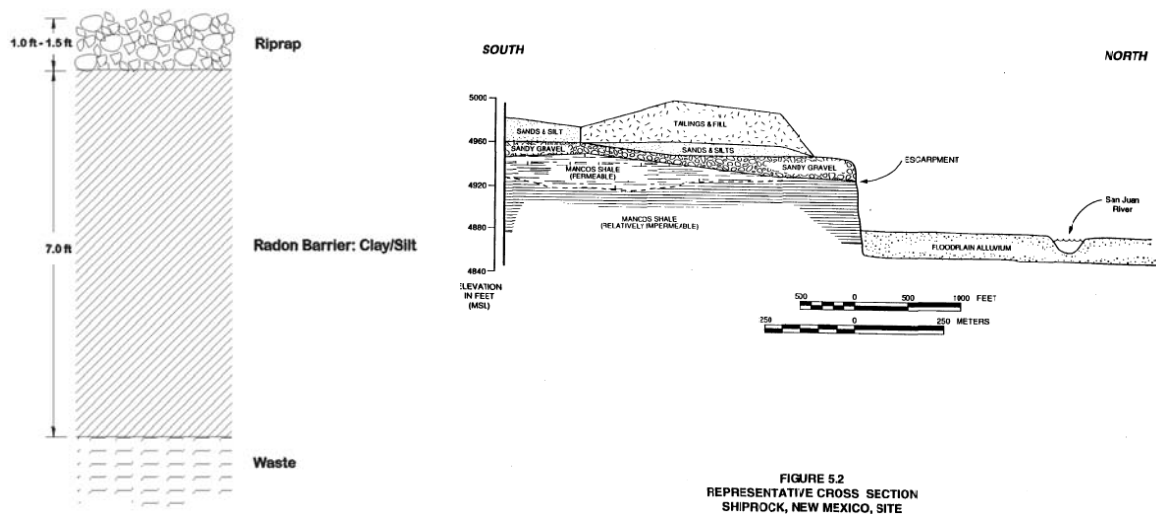 1.0 ft - 1.5 ft
Riprap
7.0 ft
Radon Barrier: Clay/Silt
Waste
SOUTH
NORTH
5000
4960
4920
4880
4840
ELEVATION
IN FEET
(MSL)
SANDS & SILT
TAILINGS & FILL
SANDY GRAVEL
SANDS & SILTS
SANDY GRAVEL
MANCOS SHALE
(PERMEABLE)
MANCOS SHALE
(RELATIVELY IMPERMEABLE)
ESCARPMENT
San Juan
River
FLOODPLAIN ALLUVIUM
500 0 500 1000 FEET
250 0 250 METERS
FIGURE 5.2
REPRESENTATIVE CROSS SECTION
SHIPROCK, NEW MEXICO, SITE